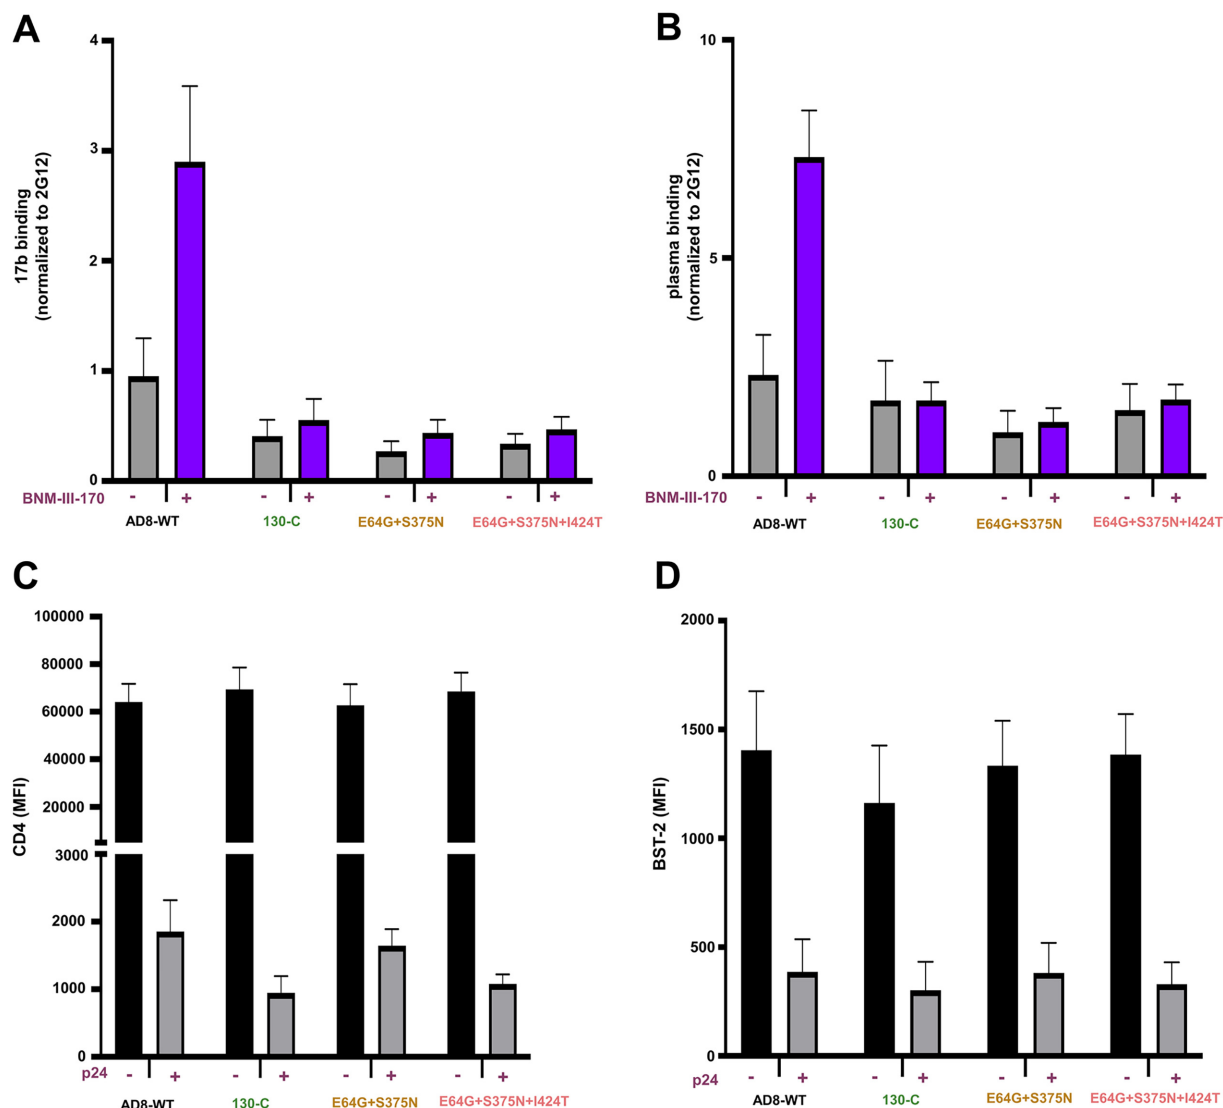 A
17b binding
(normalized to 2G12)
4
3
2
1
0
BNM-III-170 - + - + - + - +
AD8-WT 130-C E64G+S375N E64G+S375N+I424T
B
plasma binding
(normalized to 2G12)
10
5
0
BNM-III-170 - + - + - + - +
AD8-WT 130-C E64G+S375N E64G+S375N+I424T
C
CD4 (MFI)
100000
80000
60000
40000
20000
3000
2000
1000
0
p24 - + - + - + - +
AD8-WT 130-C E64G+S375N E64G+S375N+I424T
D
BST-2 (MFI)
2000
1500
1000
500
0
p24 - + - + - + - +
AD8-WT 130-C E64G+S375N E64G+S375N+I424T